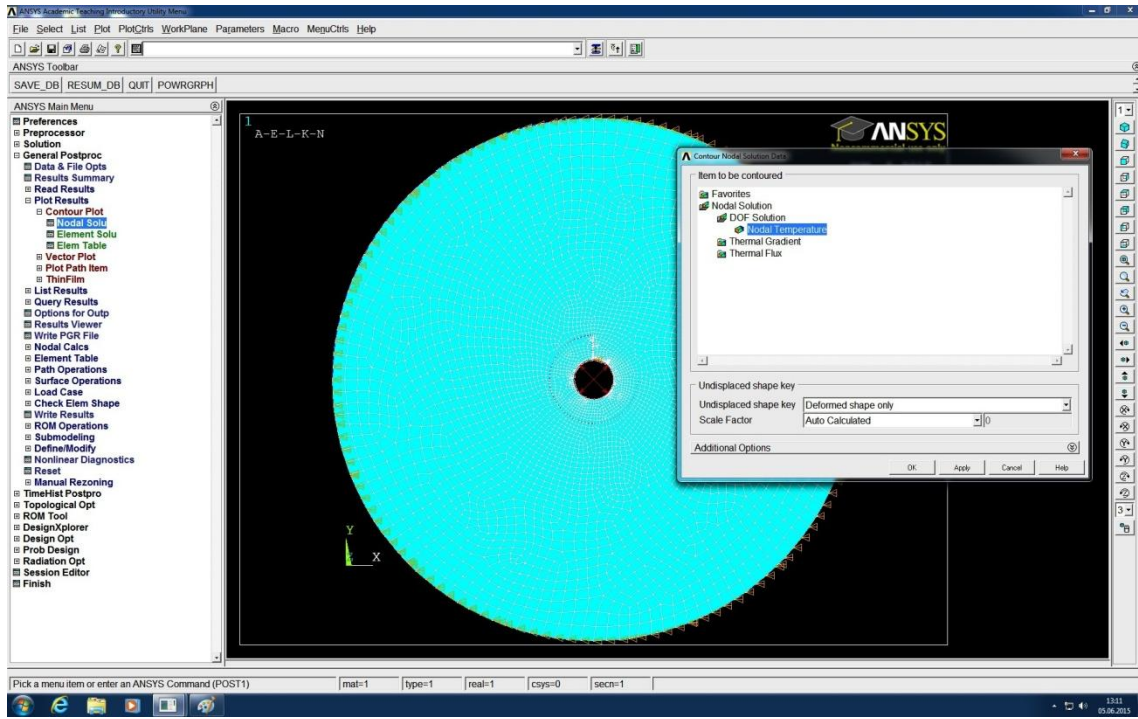 ANSYS Academic Teaching Introductory Utility Menu
File Select List Plot PlotCtrls WorkPlane Parameters Macro MenuCtrls Help
ANSYS Toolbar
SAVE_DB RESUM_DB QUIT POWRGRPH
ANSYS Main Menu
Preferences
Preprocessor
Solution
General Postproc
Data & File Opts
Results Summary
Read Results
Plot Results
Contour Plot
Nodal Solu
Element Solu
Elem Table
Vector Plot
Plot Path Item
ThinFilm
List Results
Query Results
Options for Outp
Results Viewer
Write PGR File
Nodal Calcs
Element Table
Path Operations
Surface Operations
Load Case
Check Elem Shape
Write Results
ROM Operations
Submodeling
Define/Modify
Nonlinear Diagnostics
Reset
Manual Rezoning
TimeHist Postpro
Topological Opt
ROM Tool
DesignXplorer
Design Opt
Prob Design
Radiation Opt
Session Editor
Finish
1
A-E-L-K-N
ANSYS
Noncommercial use only
Y
X
Contour Nodal Solution Data
Item to be contoured
Favorites
Nodal Solution
DOF Solution
Nodal Temperature
Thermal Gradient
Thermal Flux
Undisplaced shape key
Undisplaced shape key Deformed shape only
Scale Factor Auto Calculated 0
Additional Options
OK Apply Cancel Help
1
3
Pick a menu item or enter an ANSYS Command (POST1) mat=1 type=1 real=1 csys=0 secn=1
13:11
05.06.2015